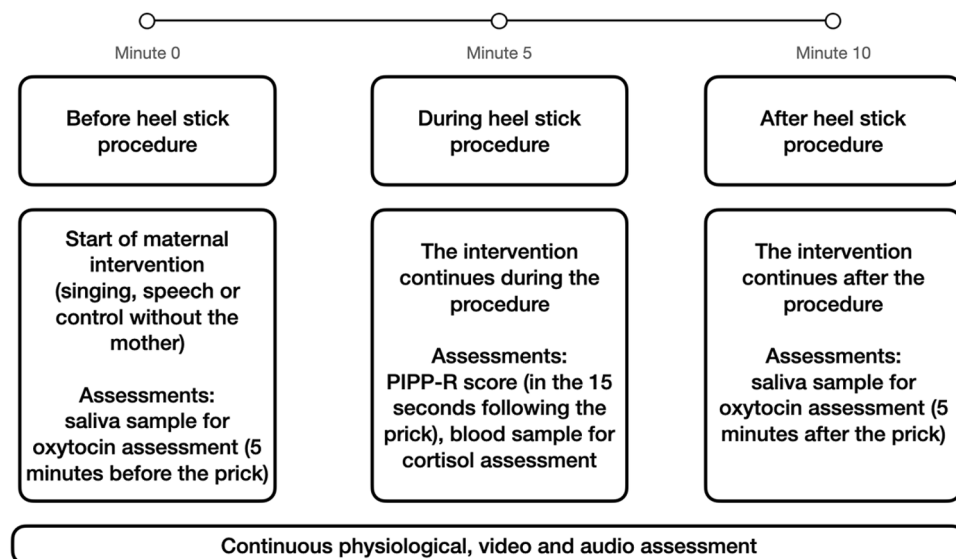 Minute 0
Minute 5
Minute 10
Before heel stick
procedure
During heel stick
procedure
After heel stick
procedure
Start of maternal
intervention
(singing, speech or
control without the
mother)
Assessments:
saliva sample for
oxytocin assessment (5
minutes before the prick)
The intervention
continues during the
procedure
Assessments:
PIPP-R score (in the 15
seconds following the
prick), blood sample for
cortisol assessment
The intervention
continues after the
procedure
Assessments:
saliva sample for
oxytocin assessment (5
minutes after the prick)
Continuous physiological, video and audio assessment